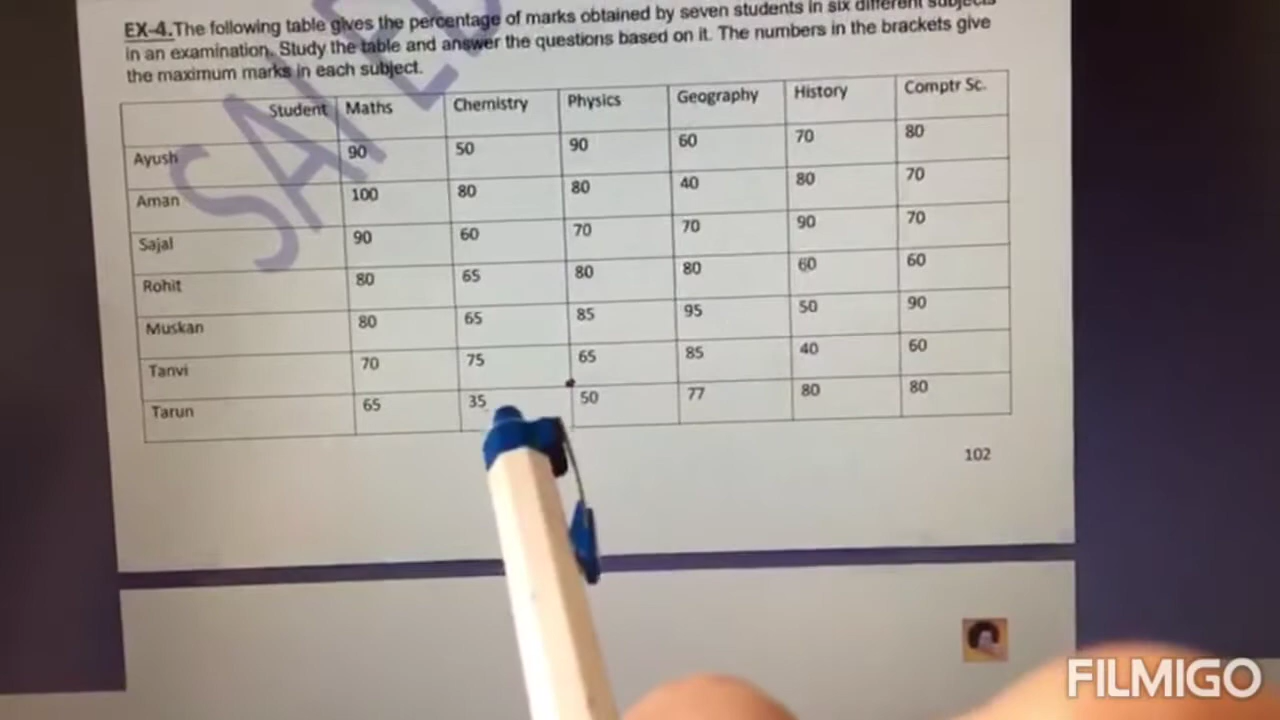 EX-4.The following table gives the percentage of marks obtained by seven students in six different subjects
in an examination. Study the table and answer the questions based on it. The numbers in the brackets give
the maximum marks in each subject.
Student Maths Chemistry Physics Geography History Comptr Sc.
Ayush 90 50 90 60 70 80
Aman 100 80 80 40 80 70
Sajal 90 60 70 70 90 70
Rohit 80 65 80 80 60 60
Muskan 80 65 85 95 50 90
Tanvi 70 75 65 85 40 60
Tarun 65 35 50 77 80 80
102
FILMIGO